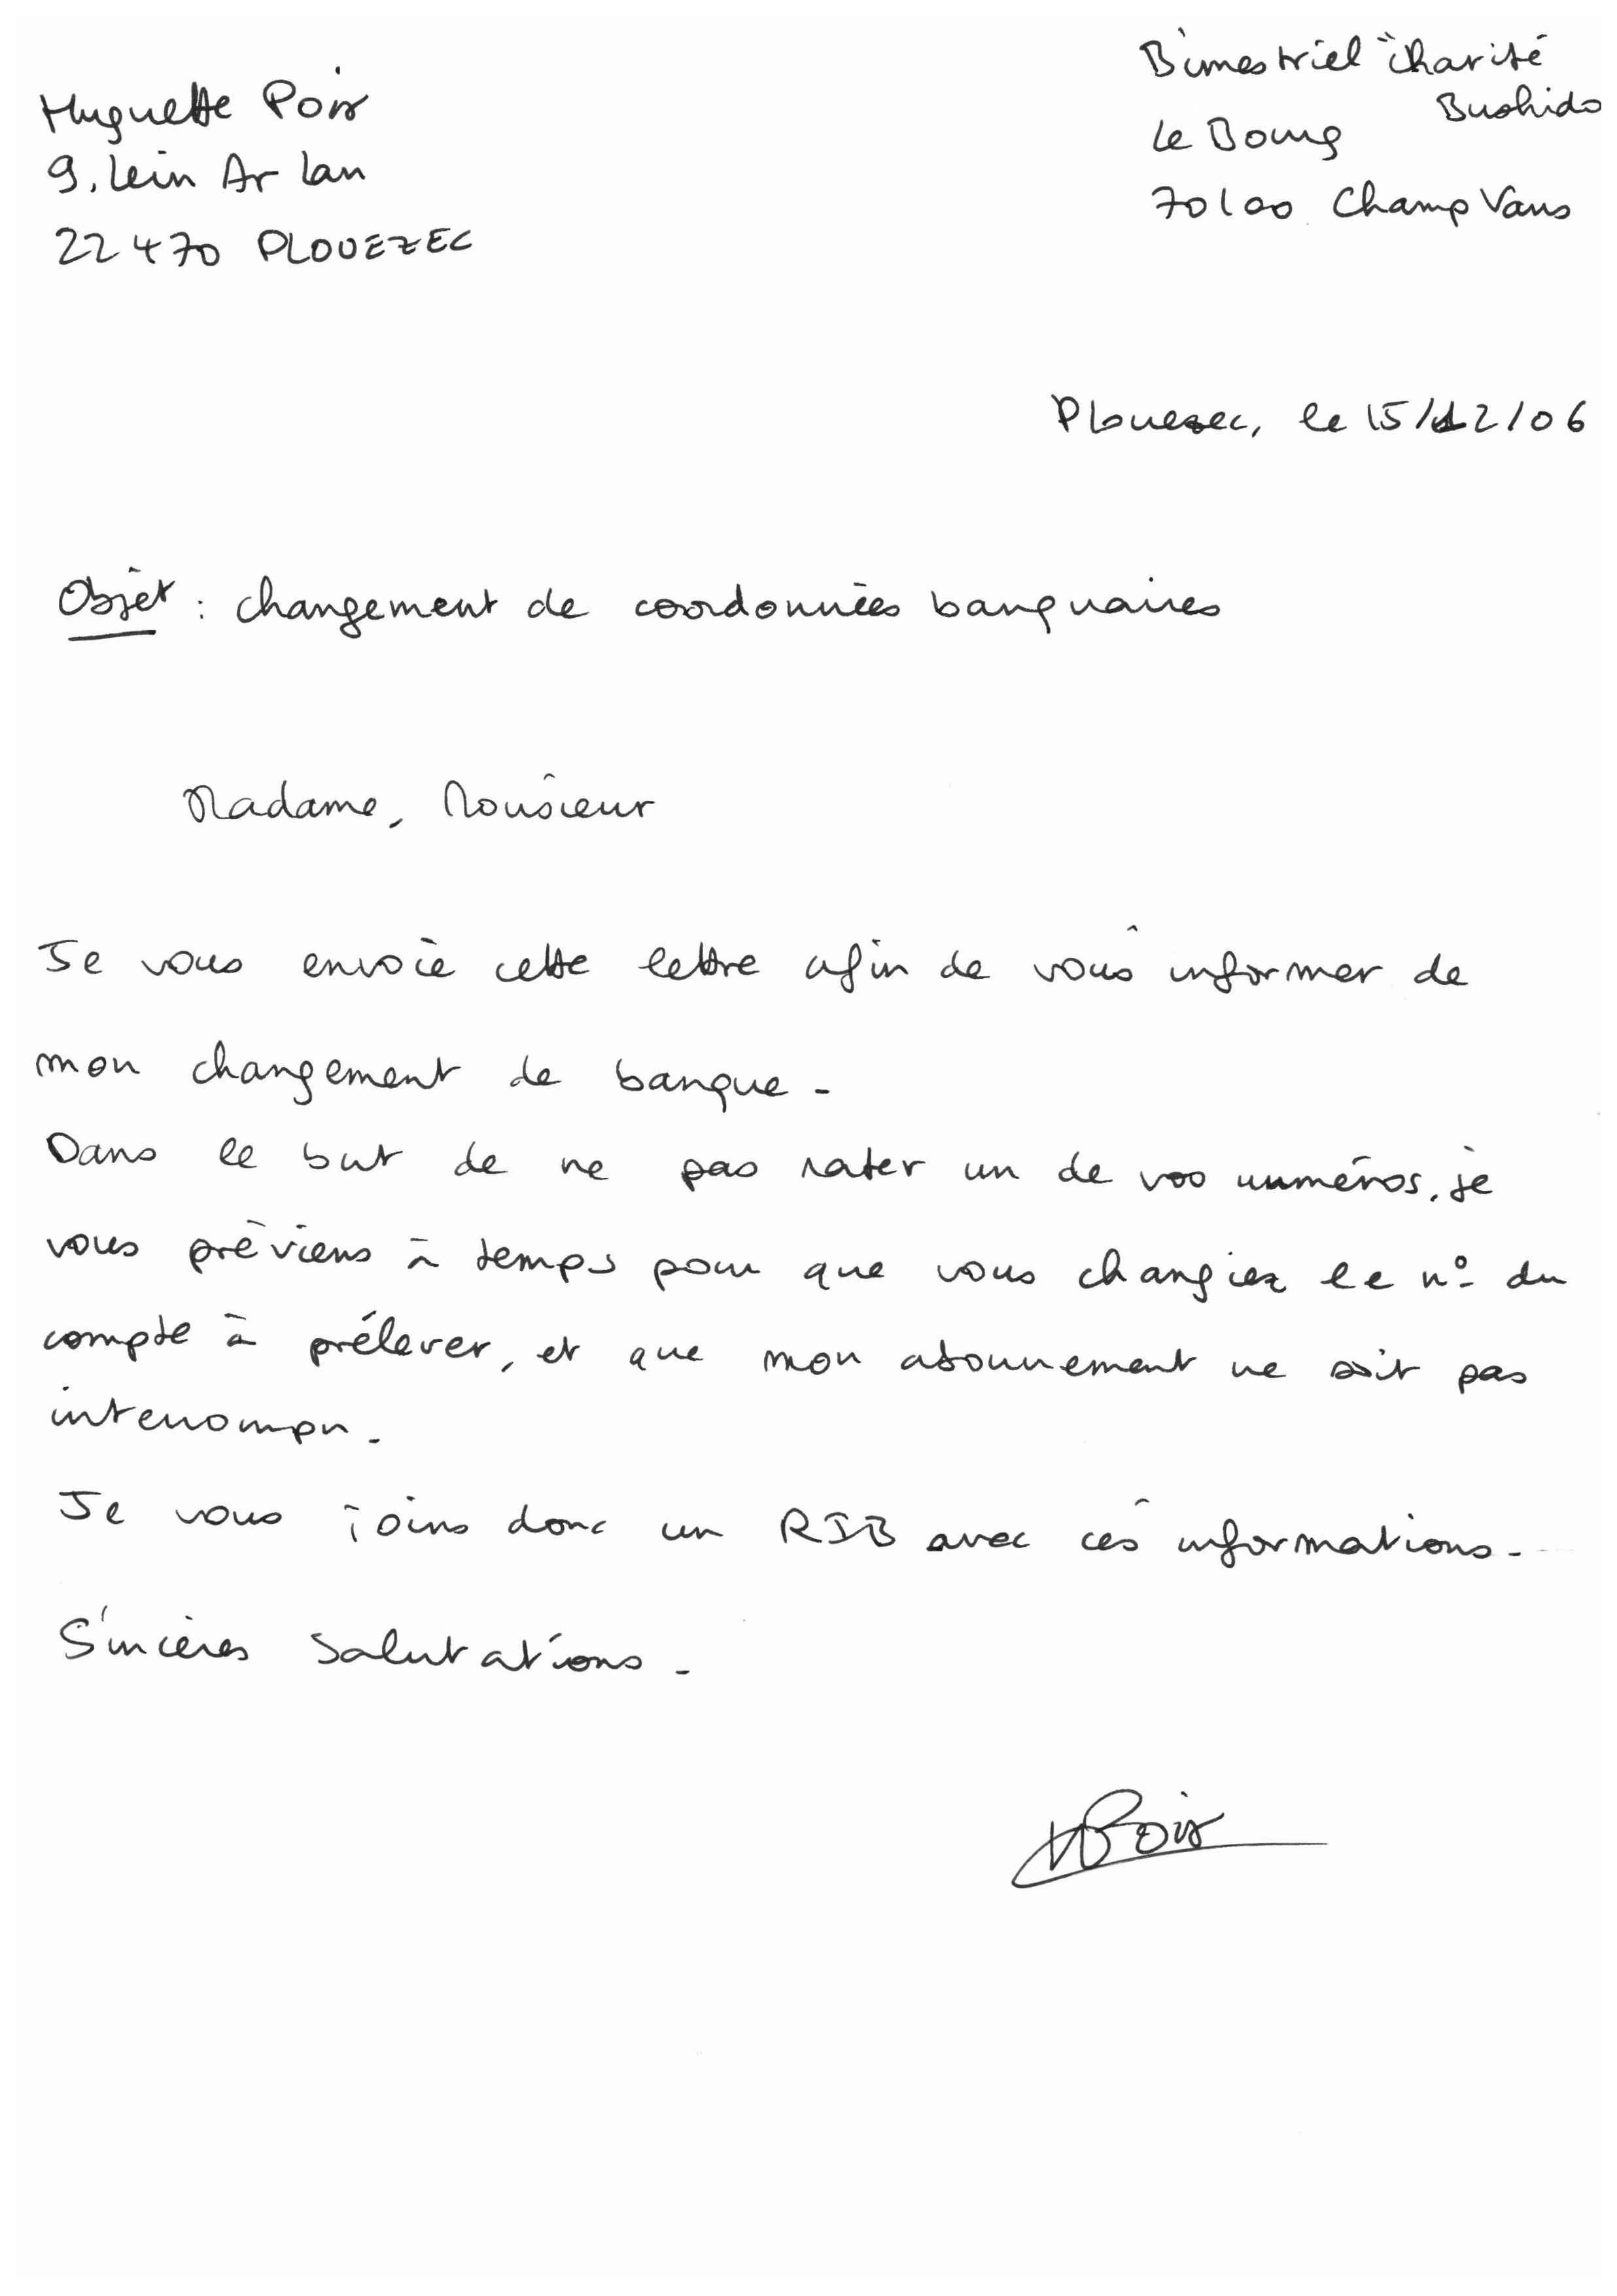 Huguette Poix
9, Lein Ar Lan
22470 PLOUEZEC
Bimestriel "Charité
Bushido
Le Bourg
70100 Champ Vans
Plouezec, le 15/12/06
Objet : changement de coordonnées banquaires
Madame, Monsieur
Je vous envoie cette lettre afin de vous informer de
mon changement de banque.
Dans le but de ne pas rater un de vos numéros, je
vous préviens à temps pour que vous changiez le n° du
compte à prélever, et que mon abonnement ne soit pas
interrompu.
Je vous joins donc un RIB avec ces informations.
Sincères Salutations.
HPoix